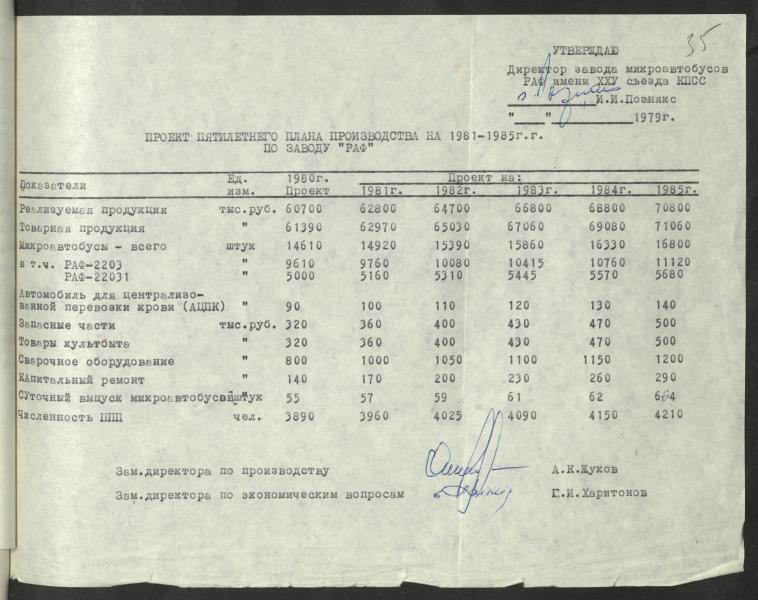 35
УТВЕРЖДАЮ
Директор завода микроавтобусов
РАФ имени ХХУ съезда КПСС
И.И.Познякс
"___"__________1979г.
ПРОЕКТ ПЯТИЛЕТНЕГО ПЛАНА ПРОИЗВОДСТВА НА 1981-1985г.г.
ПО ЗАВОДУ "РАФ"
Показатели Ед. изм. 1980г. Проект Проект на:
1981г. 1982г. 1983г. 1984г. 1985г.
Реализуемая продукция тыс.руб. 60700 62800 64700 66800 68800 70800
Товарная продукция " 61390 62970 65030 67060 69080 71060
Микроавтобусы - всего штук 14610 14920 15390 15860 16330 16800
в т.ч. РАФ-2203 " 9610 9760 10080 10415 10760 11120
РАФ-22031 " 5000 5160 5310 5445 5570 5680
Автомобиль для централизо-
ванной перевозки крови (АЦПК) " 90 100 110 120 130 140
Запасные части тыс.руб. 320 360 400 430 470 500
Товары культбыта " 320 360 400 430 470 500
Сварочное оборудование " 800 1000 1050 1100 1150 1200
КАпитальный ремонт " 140 170 200 230 260 290
СУточный выпуск микроавтобусов штук 55 57 59 61 62 64
Численность ППП чел. 3890 3960 4025 4090 4150 4210
Зам.директора по производству А.К.Жуков
Зам.директора по экономическим вопросам Г.И.Харитонов